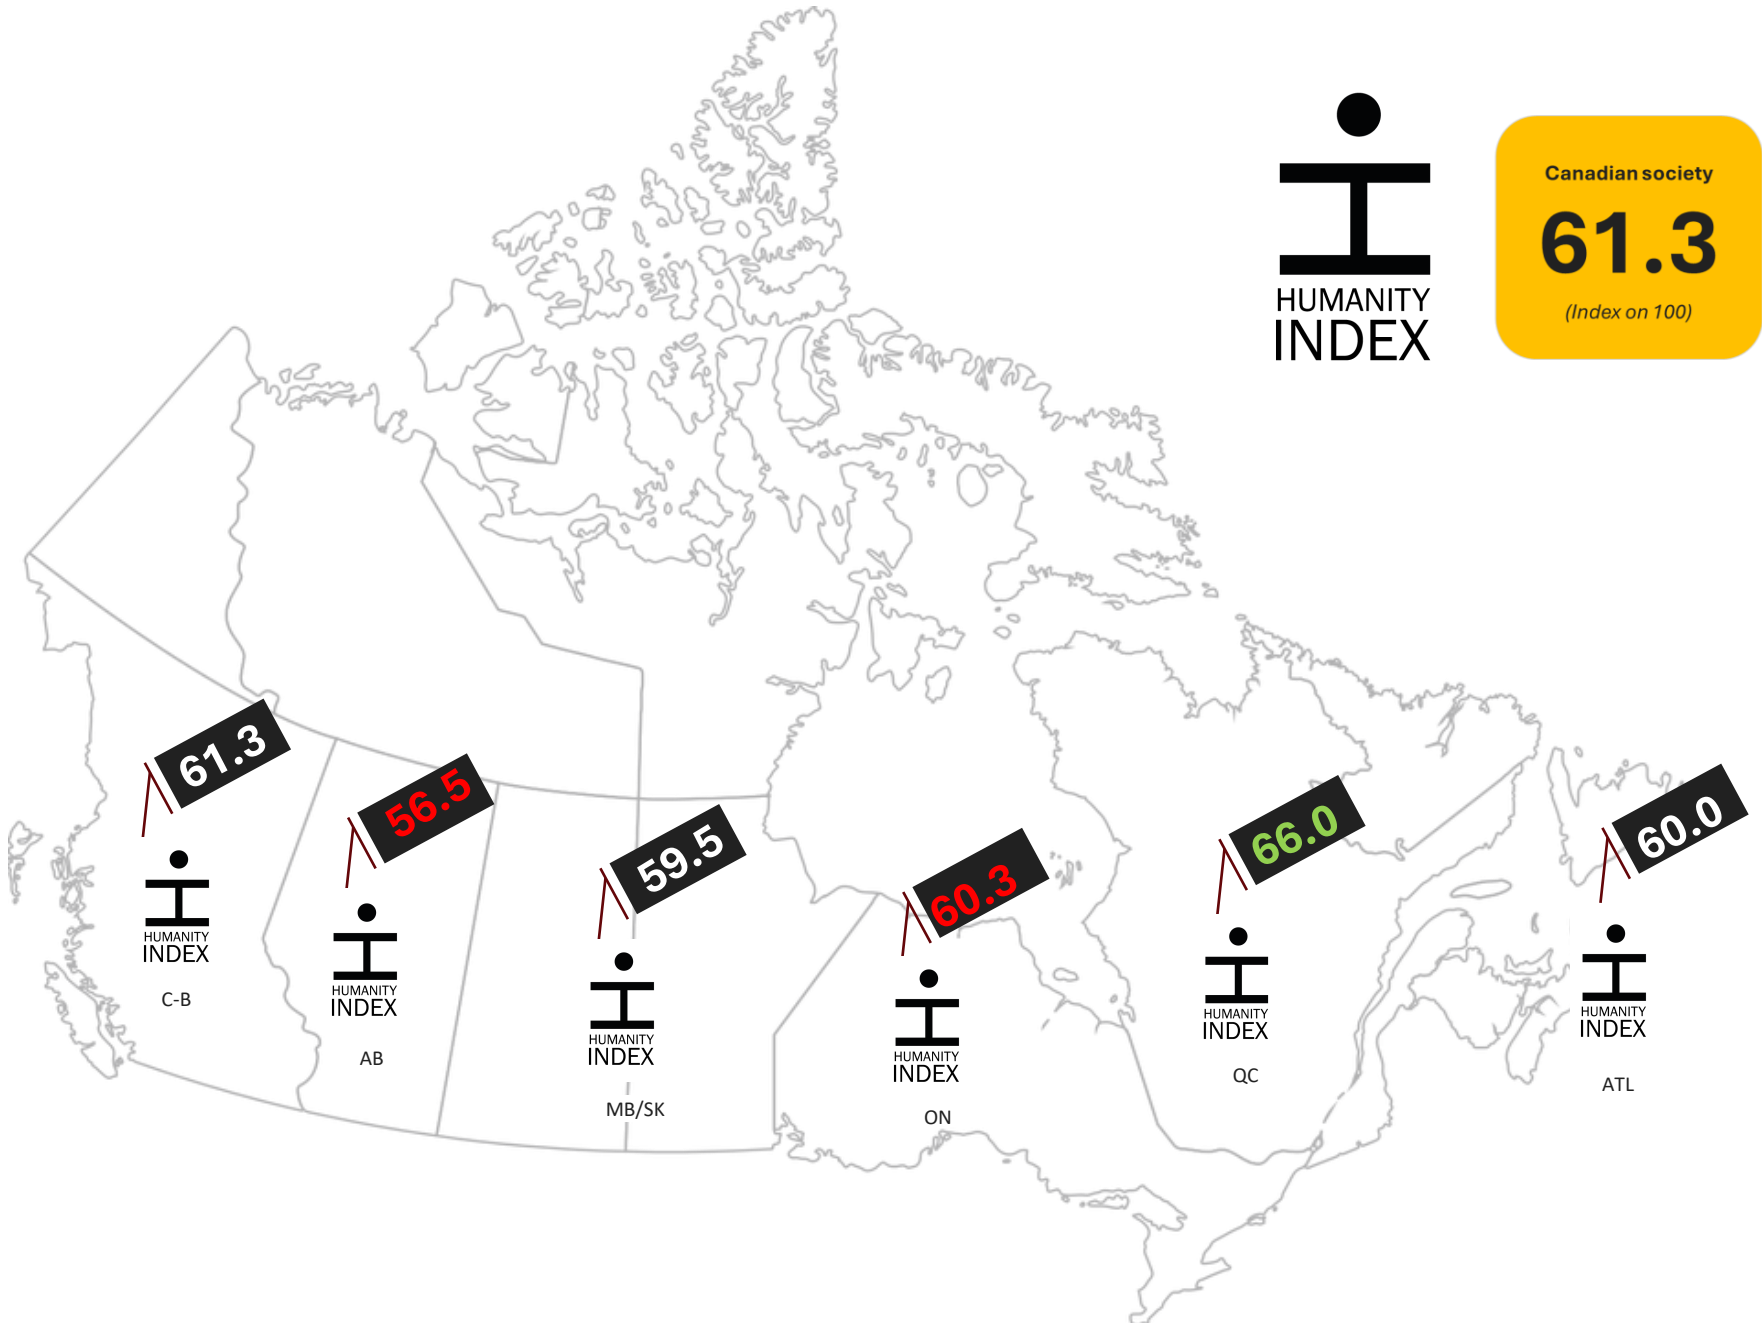 HUMANITY
INDEX
Canadian society
61.3
(Index on 100)
61.3
HUMANITY
INDEX
C-B
56.5
HUMANITY
INDEX
AB
59.5
HUMANITY
INDEX
MB/SK
60.3
HUMANITY
INDEX
ON
66.0
HUMANITY
INDEX
QC
60.0
HUMANITY
INDEX
ATL